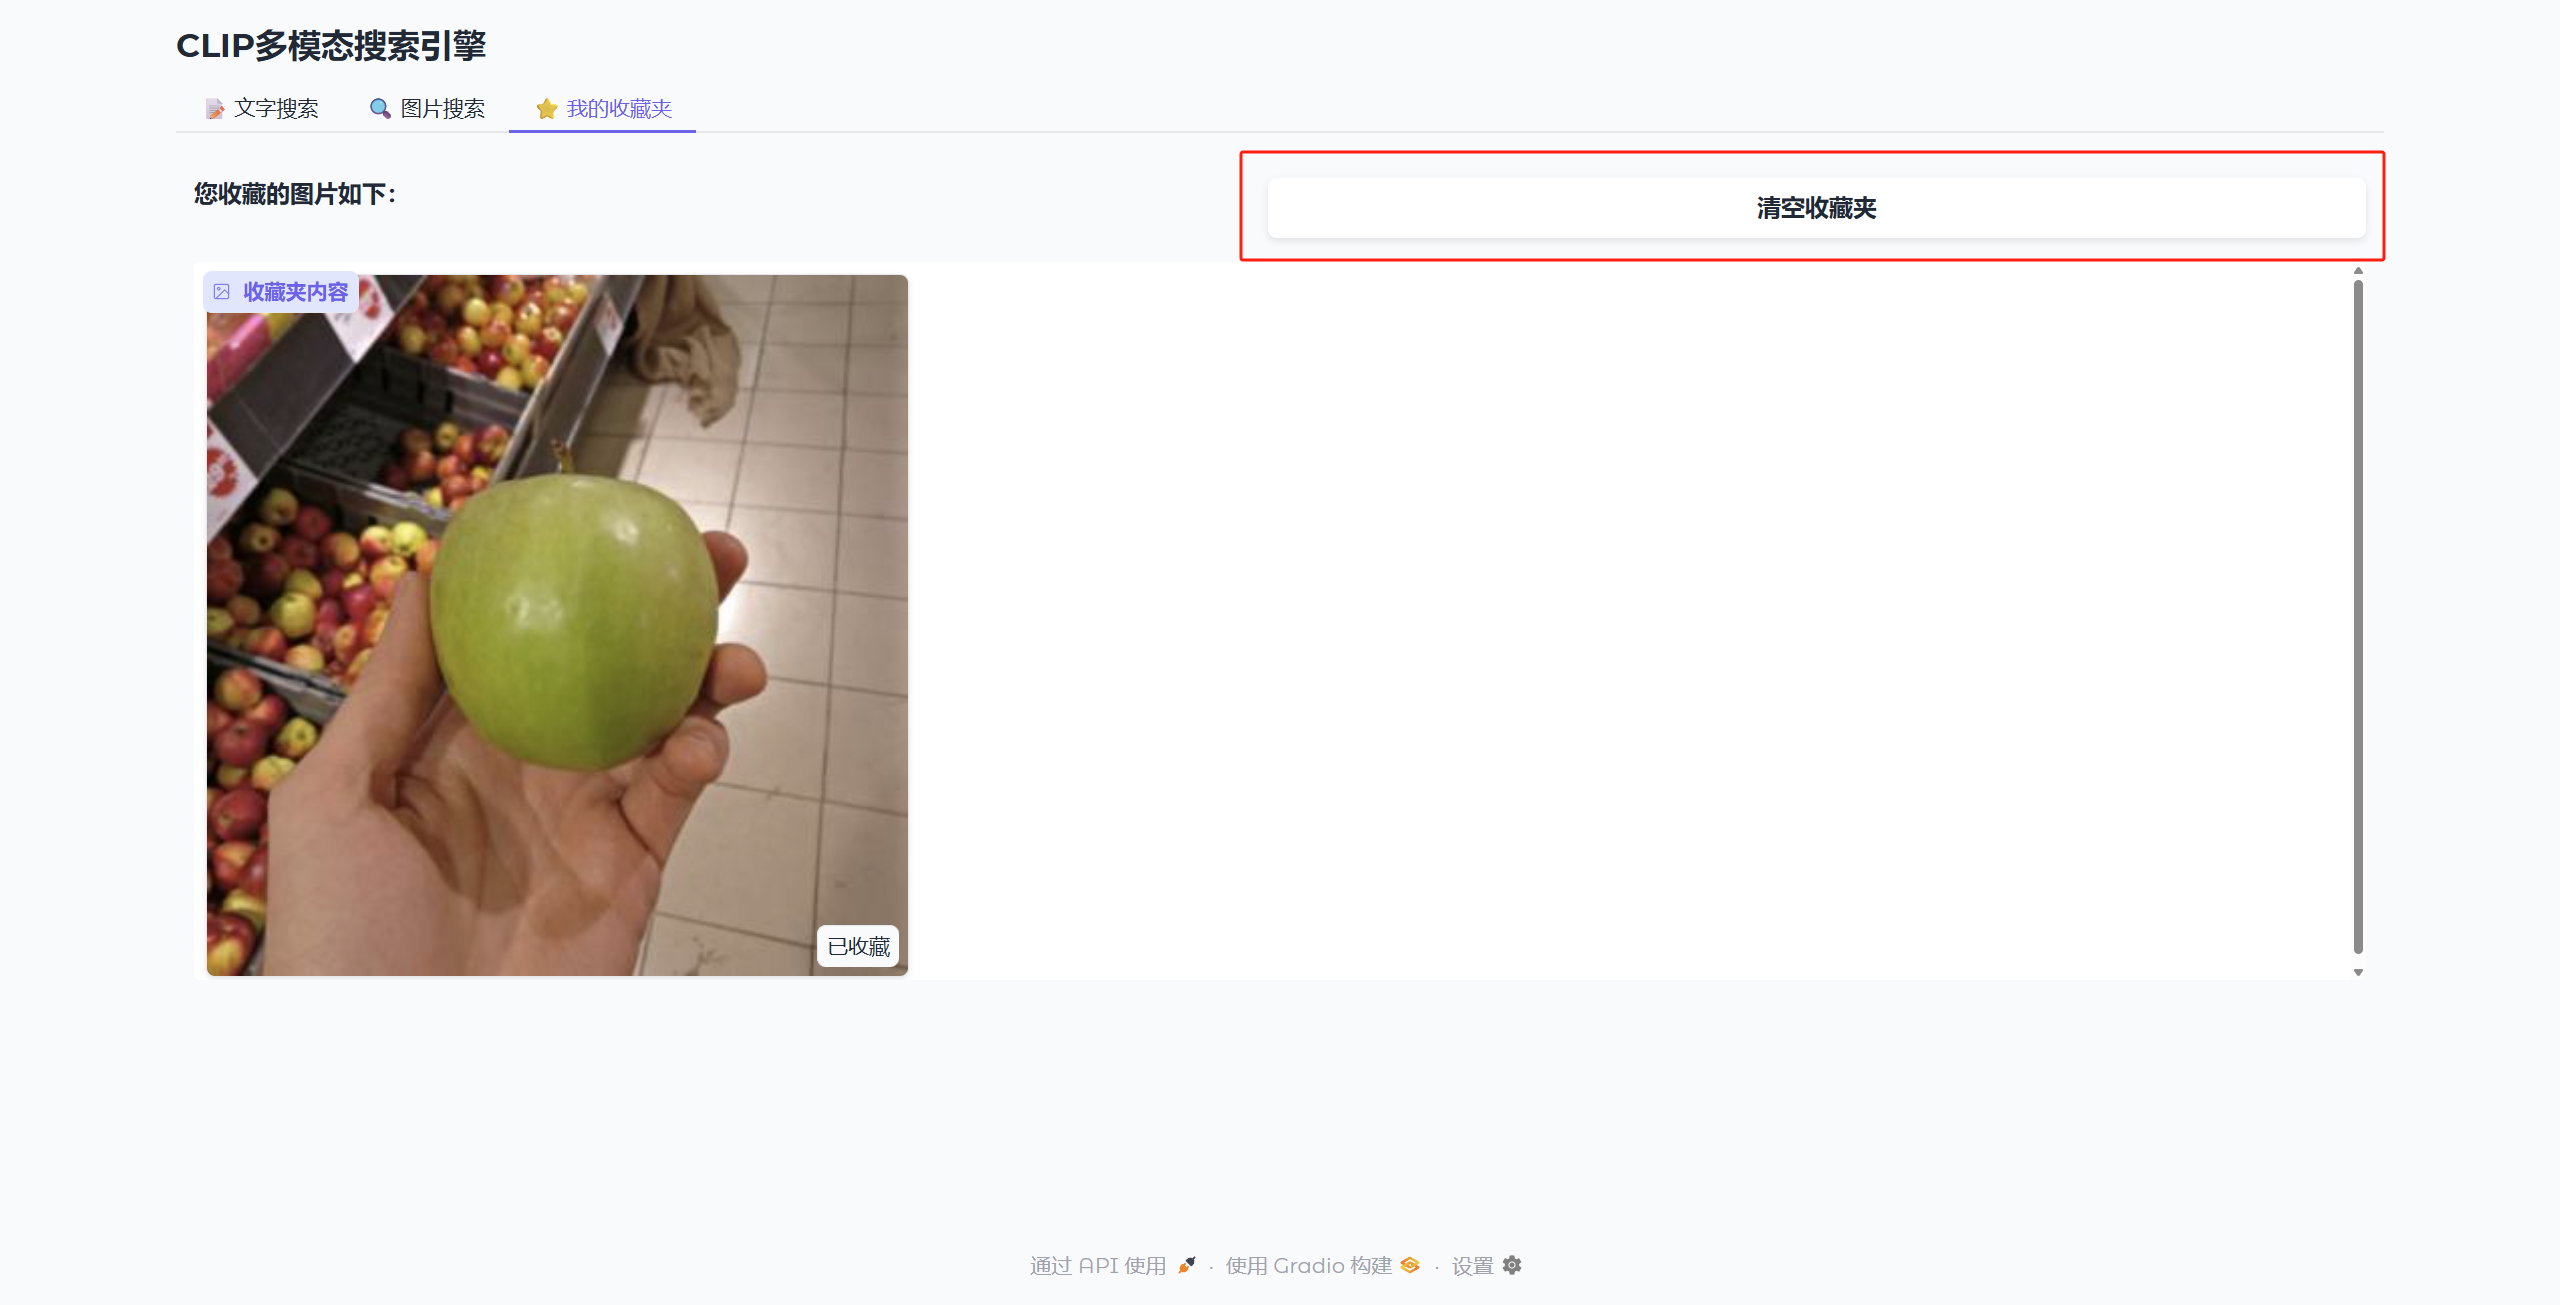 CLIP多模态搜索引擎
文字搜索 图片搜索 我的收藏夹
您收藏的图片如下：
清空收藏夹
收藏夹内容
已收藏
通过 API 使用 · 使用 Gradio 构建 · 设置